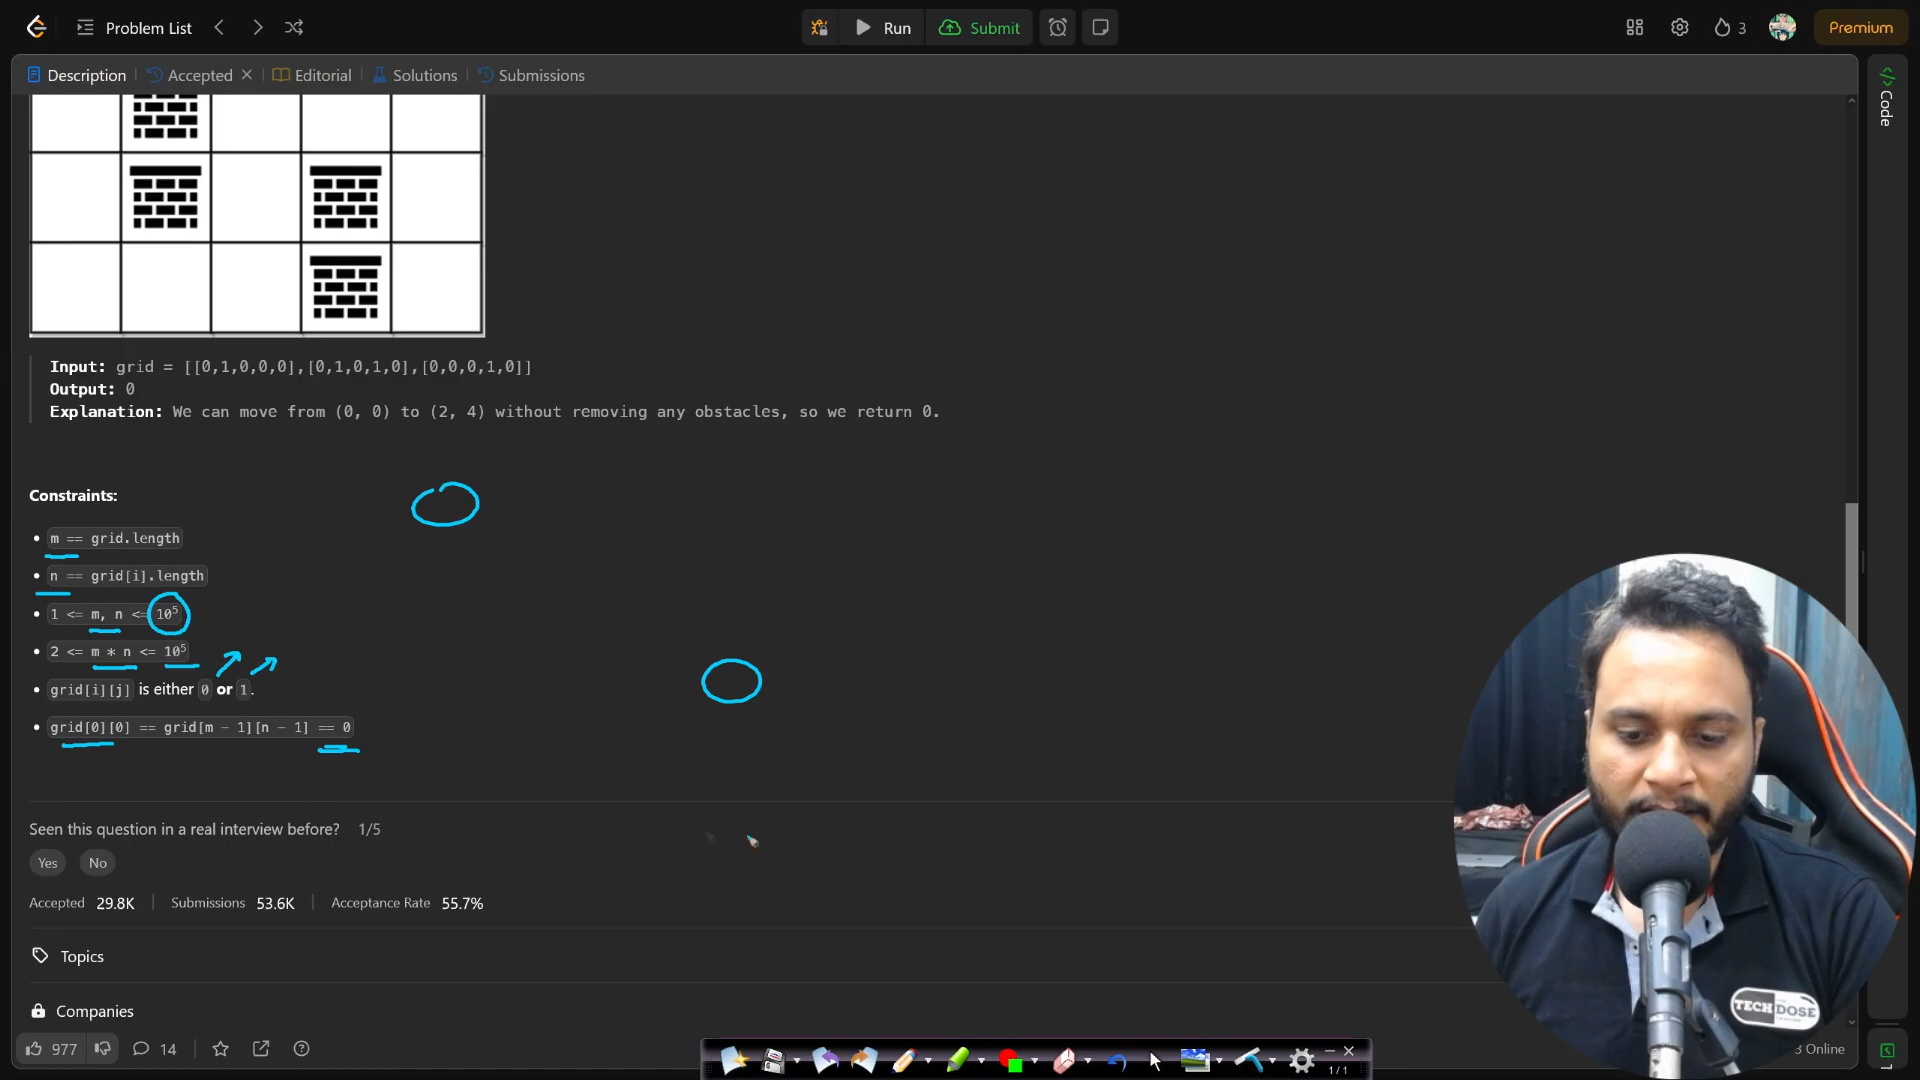 Problem List
Run
Submit
3
Premium
Description
Accepted
Editorial
Solutions
Submissions
Code
Input: grid = [[0,1,0,0,0],[0,1,0,1,0],[0,0,0,1,0]]
Output: 0
Explanation: We can move from (0, 0) to (2, 4) without removing any obstacles, so we return 0.
Constraints:
m == grid.length
n == grid[i].length
1 <= m, n <= 10⁵
2 <= m * n <= 10⁵
grid[i][j] is either 0 or 1.
grid[0][0] == grid[m - 1][n - 1] == 0
Seen this question in a real interview before? 1/5
Yes
No
Accepted 29.8K
Submissions 53.6K
Acceptance Rate 55.7%
Topics
Companies
977
14
3 Online
1/1
TECH DOSE